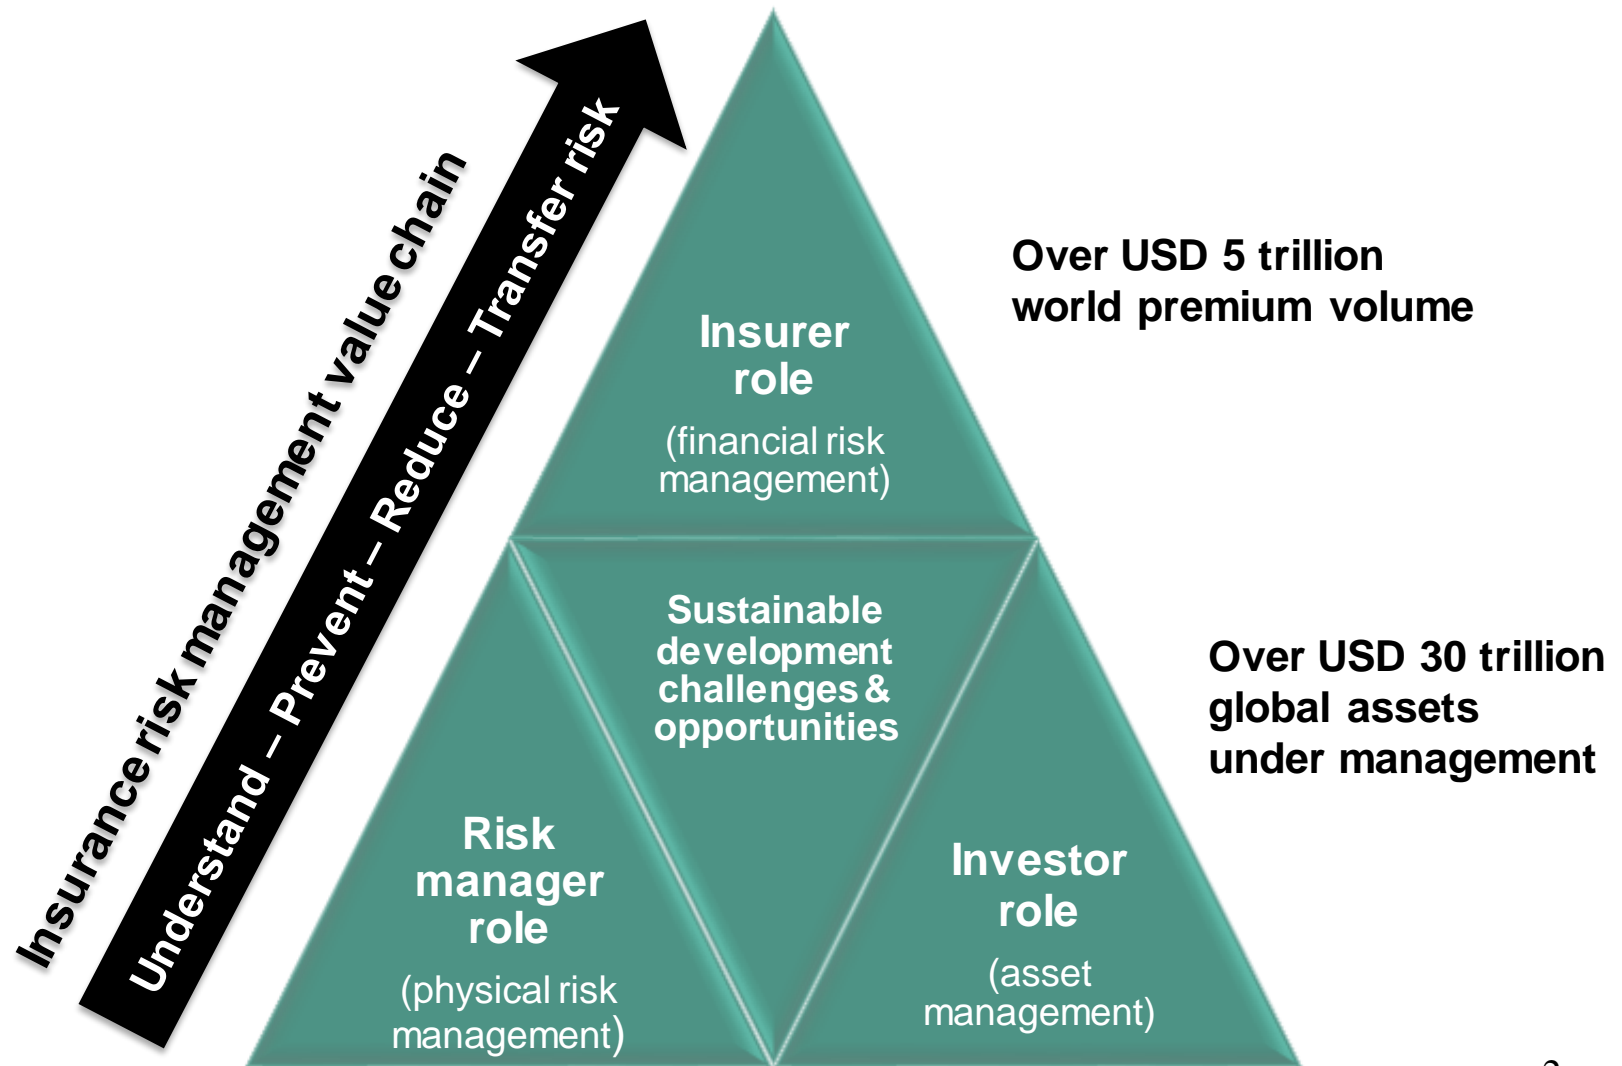 Insurance risk management value chain
Understand – Prevent – Reduce – Transfer risk
Insurer
role
(financial risk
management)
Over USD 5 trillion
world premium volume
Sustainable
development
challenges &
opportunities
Over USD 30 trillion
global assets
under management
Risk
manager
role
(physical risk
management)
Investor
role
(asset
management)